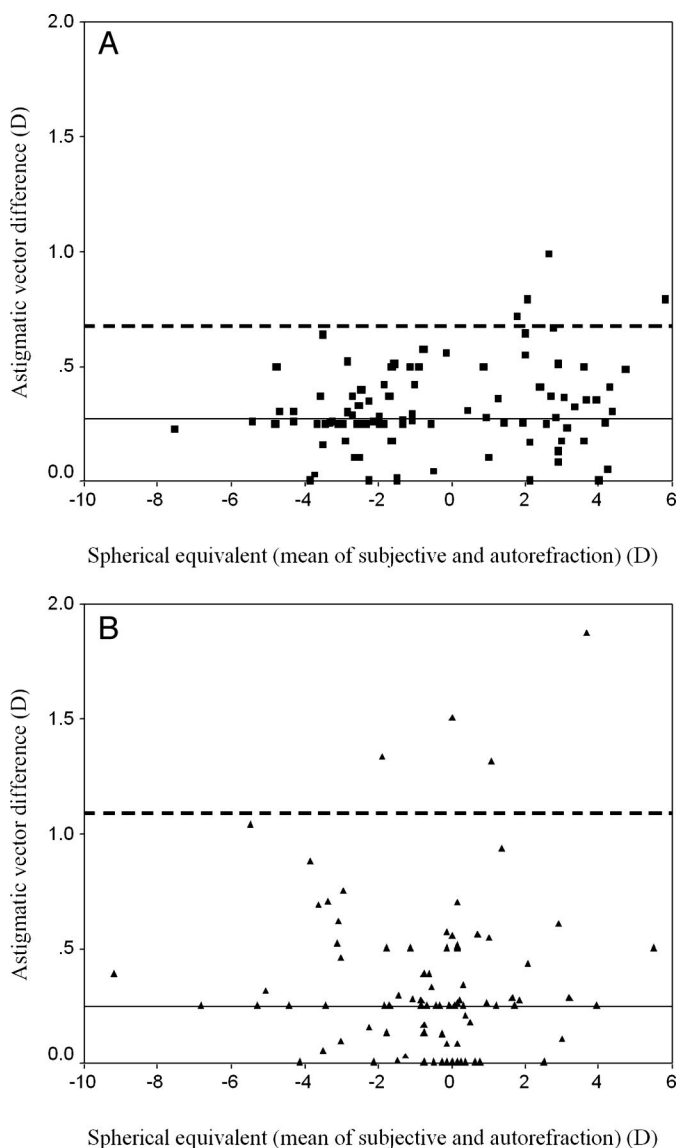 A
2.0
1.5
1.0
.5
0.0
-10 -8 -6 -4 -2 0 2 4 6
Astigmatic vector difference (D)
Spherical equivalent (mean of subjective and autorefraction) (D)
B
2.0
1.5
1.0
.5
0.0
-10 -8 -6 -4 -2 0 2 4 6
Astigmatic vector difference (D)
Spherical equivalent (mean of subjective and autorefraction) (D)